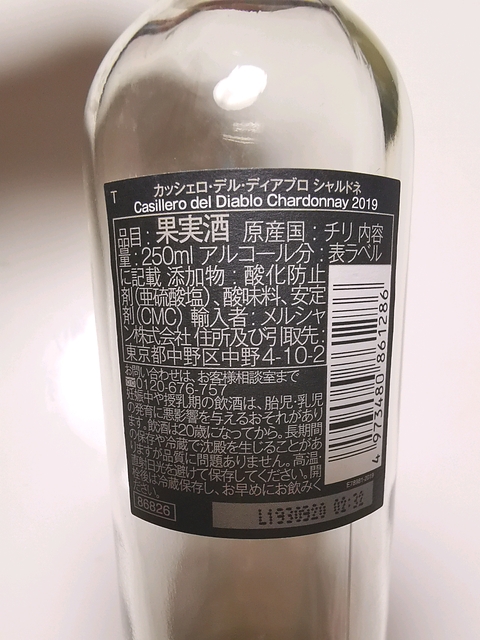 T
カッシェロ・デル・ディアブロ シャルドネ
Casillero del Diablo Chardonnay 2019
品目：果実酒 原産国：チリ 内容
量：250ml アルコール分：表ラベル
に記載 添加物：酸化防止
剤(亜硫酸塩)、酸味料、安定
剤(CMC) 輸入者：メルシャ
ン株式会社 住所及び引取先：
東京都中野区中野4-10-2
お問い合わせは、お客様相談室まで
0120-676-757
妊娠中や授乳期の飲酒は、胎児・乳児
の発育に悪影響を与えるおそれがあり
ます。飲酒は20歳になってから。長期間
の保存や冷蔵で沈殿を生じることがあ
りますが品質に問題ありません。高温・
直射日光を避けて保存してください。開
栓後は冷蔵保存し、お早めにお飲みく
ださい。
86826
4 973480 861286
L1930920 02:32